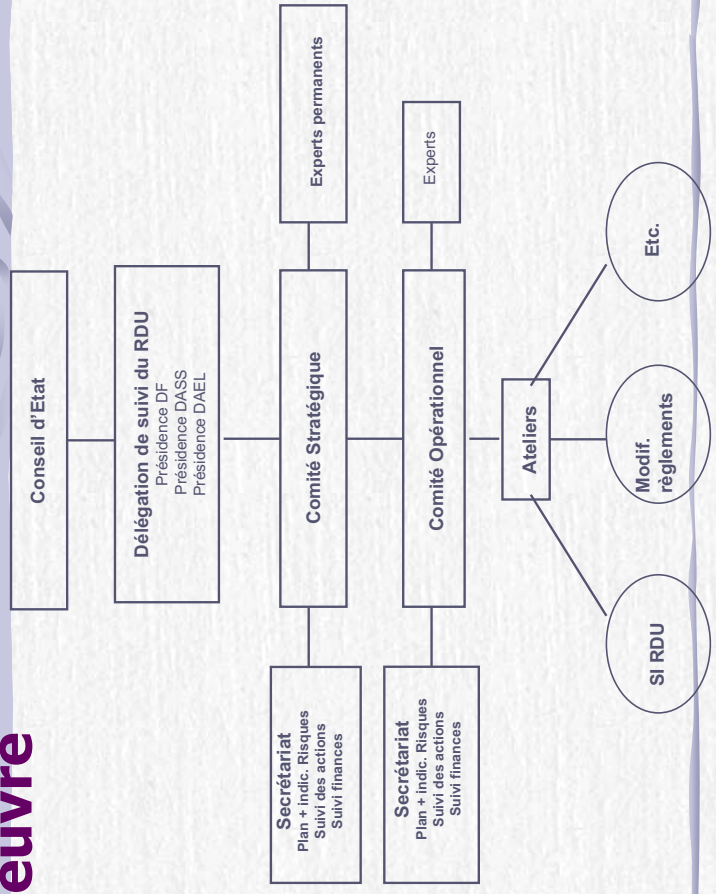 euvre
Conseil d’Etat
Délégation de suivi du RDU
Présidence DF
Présidence DASS
Présidence DAEL
Secrétariat
Plan + indic. Risques
Suivi des actions
Suivi finances
Comité Stratégique
Experts permanents
Secrétariat
Plan + indic. Risques
Suivi des actions
Suivi finances
Comité Opérationnel
Experts
Ateliers
SI RDU
Modif.
règlements
Etc.